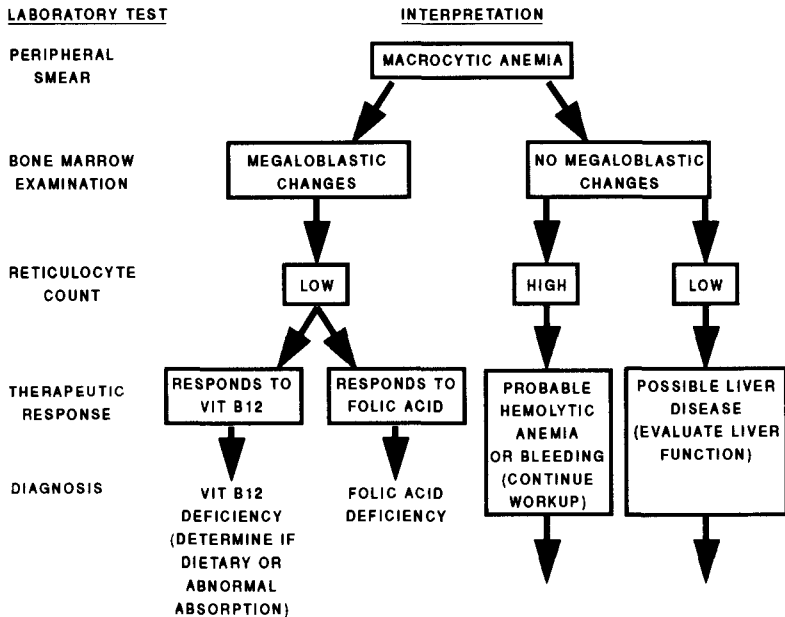 LABORATORY TEST
INTERPRETATION
PERIPHERAL
SMEAR
MACROCYTIC ANEMIA
BONE MARROW
EXAMINATION
MEGALOBLASTIC
CHANGES
NO MEGALOBLASTIC
CHANGES
RETICULOCYTE
COUNT
LOW
HIGH
LOW
THERAPEUTIC
RESPONSE
RESPONDS TO
VIT B12
RESPONDS TO
FOLIC ACID
PROBABLE
HEMOLYTIC
ANEMIA
OR BLEEDING
(CONTINUE
WORKUP)
POSSIBLE LIVER
DISEASE
(EVALUATE LIVER
FUNCTION)
DIAGNOSIS
VIT B12
DEFICIENCY
(DETERMINE IF
DIETARY OR
ABNORMAL
ABSORPTION)
FOLIC ACID
DEFICIENCY